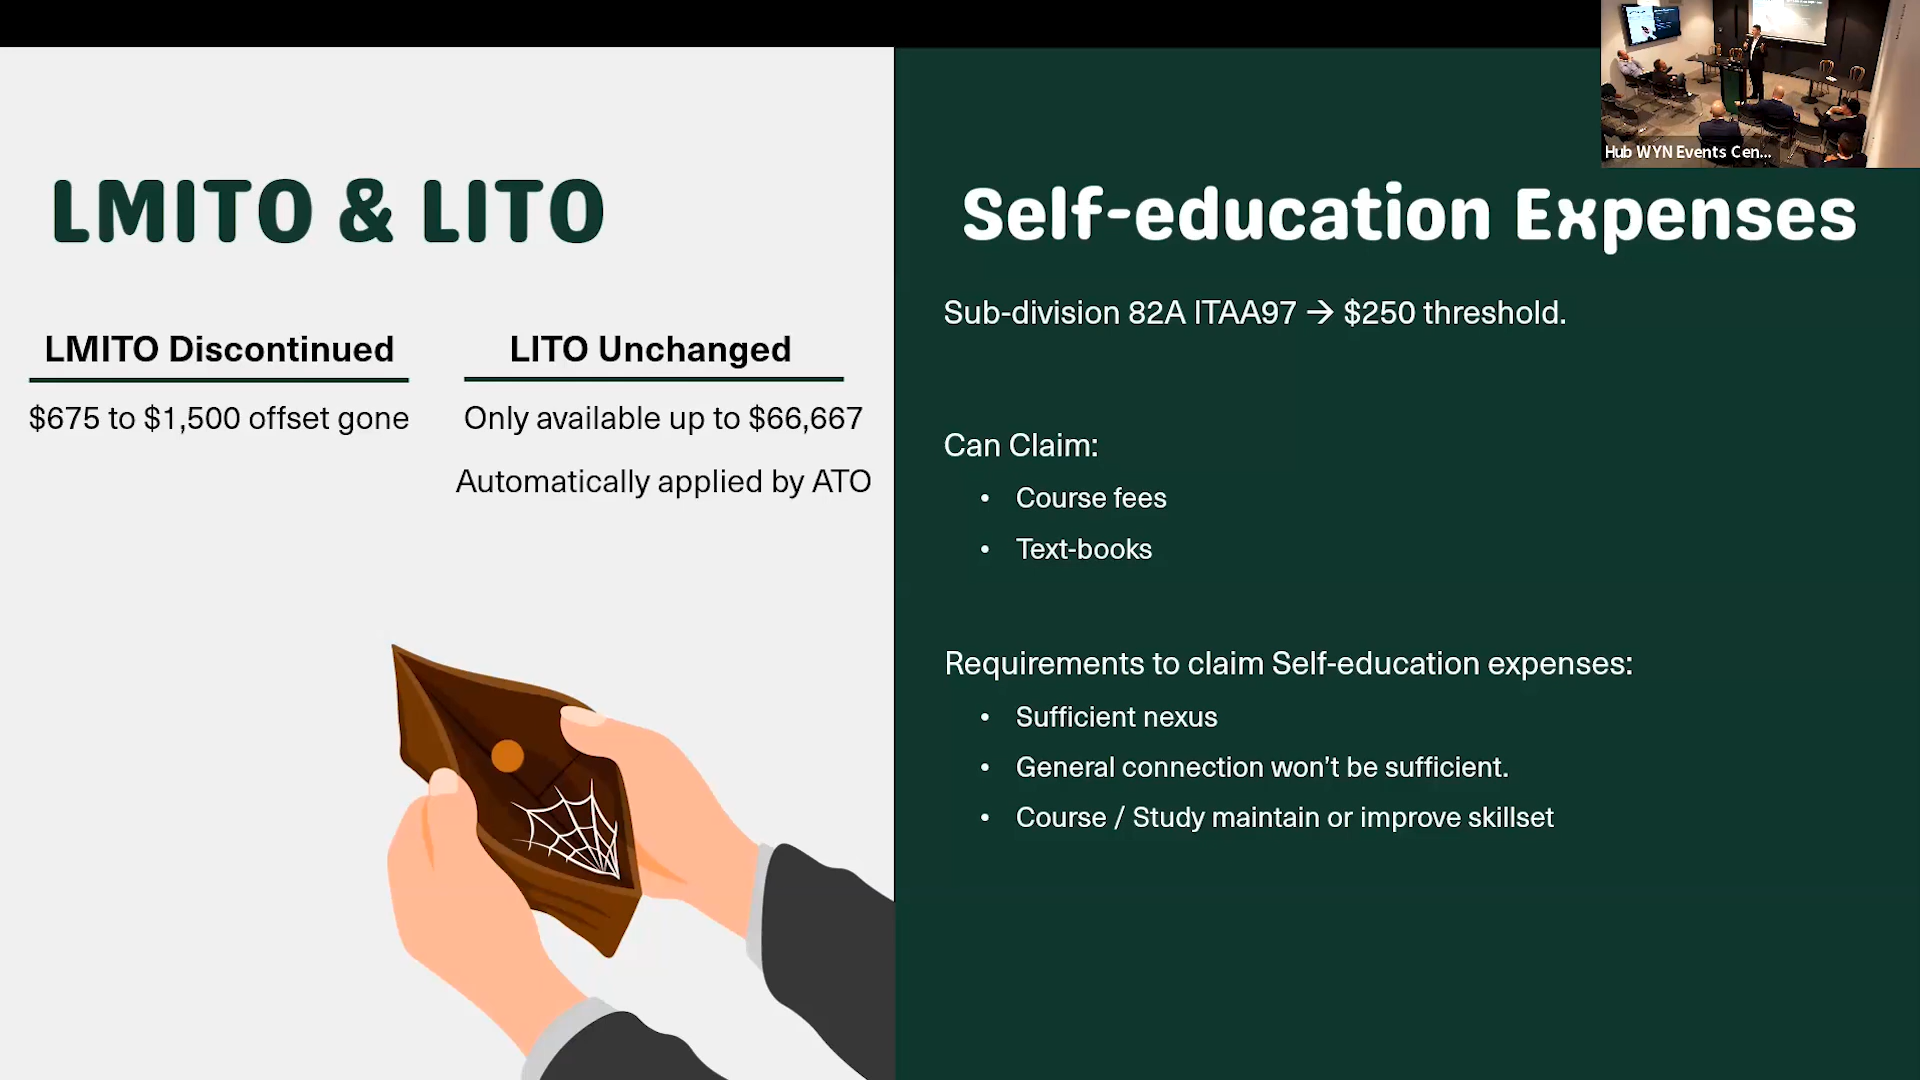 LMITO & LITO
LMITO Discontinued
$675 to $1,500 offset gone
LITO Unchanged
Only available up to $66,667
Automatically applied by ATO
Self-education Expenses
Sub-division 82A ITAA97 → $250 threshold.
Can Claim:
• Course fees
• Text-books
Requirements to claim Self-education expenses:
• Sufficient nexus
• General connection won't be sufficient.
• Course / Study maintain or improve skillset
Hub WYN Events Cen...